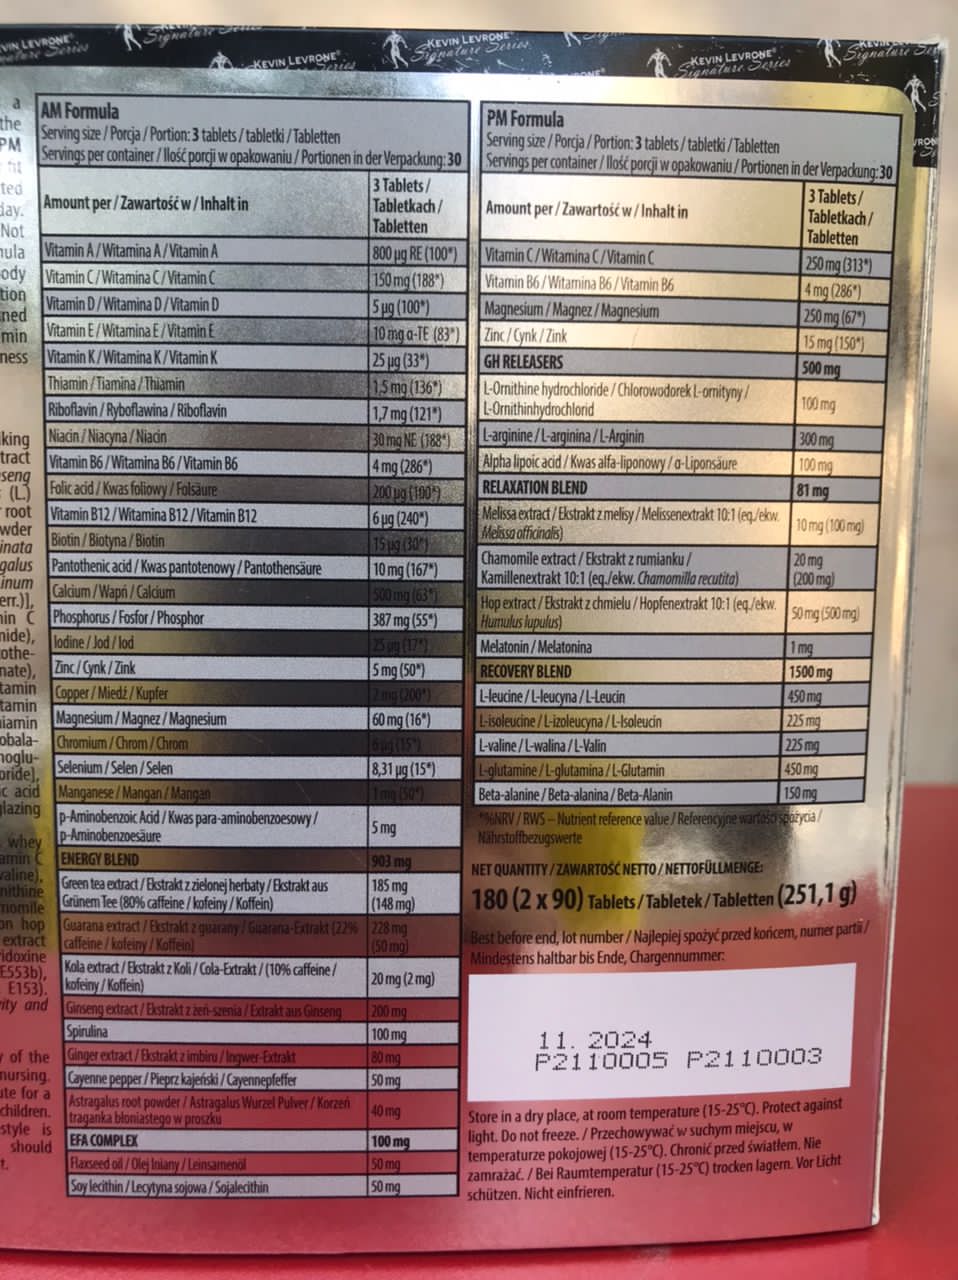 KEVIN LEVRONE®
Signature Series
KEVIN LEVRONE®
Signature Series
KEVIN LEVRONE®
Signature Series
AM Formula
Serving size / Porcja / Portion: 3 tablets / tabletki / Tabletten
Servings per container / Ilość porcji w opakowaniu / Portionen in der Verpackung: 30
Amount per / Zawartość w / Inhalt in
3 Tablets /
Tabletkach /
Tabletten
Vitamin A / Witamina A / Vitamin A 800 µg RE (100*)
Vitamin C / Witamina C / Vitamin C 150 mg (188*)
Vitamin D / Witamina D / Vitamin D 5 µg (100*)
Vitamin E / Witamina E / Vitamin E 10 mg α-TE (83*)
Vitamin K / Witamina K / Vitamin K 25 µg (33*)
Thiamin / Tiamina / Thiamin 1,5 mg (136*)
Riboflavin / Ryboflawina / Riboflavin 1,7 mg (121*)
Niacin / Niacyna / Niacin 30 mg NE (188*)
Vitamin B6 / Witamina B6 / Vitamin B6 4 mg (286*)
Folic acid / Kwas foliowy / Folsäure 200 µg (100*)
Vitamin B12 / Witamina B12 / Vitamin B12 6 µg (240*)
Biotin / Biotyna / Biotin 15 µg (30*)
Pantothenic acid / Kwas pantotenowy / Pantothensäure 10 mg (167*)
Calcium / Wapń / Calcium 500 mg (63*)
Phosphorus / Fosfor / Phosphor 387 mg (55*)
Iodine / Jod / Iod 25 µg (17*)
Zinc / Cynk / Zink 5 mg (50*)
Copper / Miedź / Kupfer 2 mg (200*)
Magnesium / Magnez / Magnesium 60 mg (16*)
Chromium / Chrom / Chrom 6 µg (15*)
Selenium / Selen / Selen 8,31 µg (15*)
Manganese / Mangan / Mangan 1 mg (50*)
p-Aminobenzoic Acid / Kwas para-aminobenzoesowy /
p-Aminobenzoesäure 5 mg
ENERGY BLEND 903 mg
Green tea extract / Ekstrakt z zielonej herbaty / Ekstrakt aus 185 mg
Grünem Tee (80% caffeine / kofeiny / Koffein) (148 mg)
Guarana extract / Ekstrakt z guarany / Guarana-Extrakt (22% 228 mg
caffeine / kofeiny / Koffein) (50 mg)
Kola extract / Ekstrakt z Koli / Cola-Extrakt / (10% caffeine /
kofeiny / Koffein) 20 mg (2 mg)
Ginseng extract / Ekstrakt z żeń-szenia / Extrakt aus Ginseng 200 mg
Spirulina 100 mg
Ginger extract / Ekstrakt z imbiru / Ingwer-Extrakt 80 mg
Cayenne pepper / Pieprz kajeński / Cayennepfeffer 50 mg
Astragalus root powder / Astragalus Wurzel Pulver / Korzeń
traganka błoniastego w proszku 40 mg
EFA COMPLEX 100 mg
Flaxseed oil / Olej lniany / Leinsamenöl 50 mg
Soy lecithin / Lecytyna sojowa / Sojalecithin 50 mg
PM Formula
Serving size / Porcja / Portion: 3 tablets / tabletki / Tabletten
Servings per container / Ilość porcji w opakowaniu / Portionen in der Verpackung: 30
Amount per / Zawartość w / Inhalt in
3 Tablets /
Tabletkach /
Tabletten
Vitamin C / Witamina C / Vitamin C 250 mg (313*)
Vitamin B6 / Witamina B6 / Vitamin B6 4 mg (286*)
Magnesium / Magnez / Magnesium 250 mg (67*)
Zinc / Cynk / Zink 15 mg (150*)
GH RELEASERS 500 mg
L-Ornithine hydrochloride / Chlorowodorek L-ornityny /
L-Ornithinhydrochlorid 100 mg
L-arginine / L-arginina / L-Arginin 300 mg
Alpha lipoic acid / Kwas alfa-liponowy / α-Liponsäure 100 mg
RELAXATION BLEND 81 mg
Melissa extract / Ekstrakt z melisy / Melissenextrakt 10:1 (eq./ekw.
Melissa officinalis) 10 mg (100 mg)
Chamomile extract / Ekstrakt z rumianku / 20 mg
Kamillenextrakt 10:1 (eq./ekw. Chamomilla recutita) (200 mg)
Hop extract / Ekstrakt z chmielu / Hopfenextrakt 10:1 (eq./ekw.
Humulus lupulus) 50 mg (500 mg)
Melatonin / Melatonina 1 mg
RECOVERY BLEND 1500 mg
L-leucine / L-leucyna / L-Leucin 450 mg
L-isoleucine / L-izoleucyna / L-Isoleucin 225 mg
L-valine / L-walina / L-Valin 225 mg
L-glutamine / L-glutamina / L-Glutamin 450 mg
Beta-alanine / Beta-alanina / Beta-Alanin 150 mg
*%NRV / RWS – Nutrient reference value / Referencyjne wartości spożycia /
Nährstoffbezugswerte
NET QUANTITY / ZAWARTOŚĆ NETTO / NETTOFÜLLMENGE:
180 (2 x 90) Tablets / Tabletek / Tabletten (251,1 g)
Best before end, lot number / Najlepiej spożyć przed końcem, numer partii /
Mindestens haltbar bis Ende, Chargennummer:
11. 2024
P2110005 P2110003
Store in a dry place, at room temperature (15-25°C). Protect against
light. Do not freeze. / Przechowywać w suchym miejscu, w
temperaturze pokojowej (15-25°C). Chronić przed światłem. Nie
zamrażać. / Bei Raumtemperatur (15-25°C) trocken lagern. Vor Licht
schützen. Nicht einfrieren.